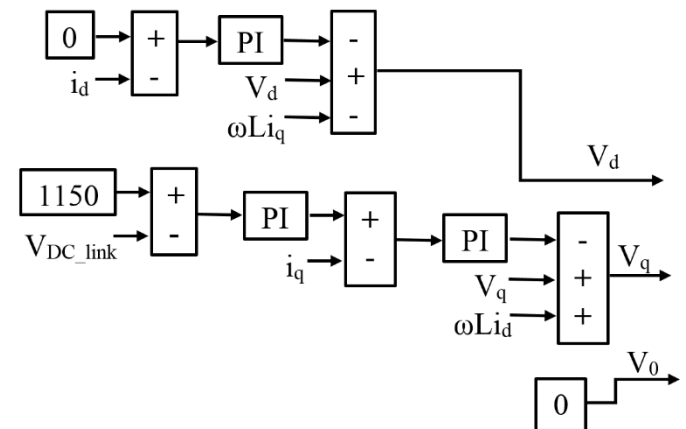 0 + PI -
i_d - V_d +
ωLi_q -
V_d
1150 + PI + PI -
V_DC_link - i_q - V_q + V_q
ωLi_d +
V_0
0